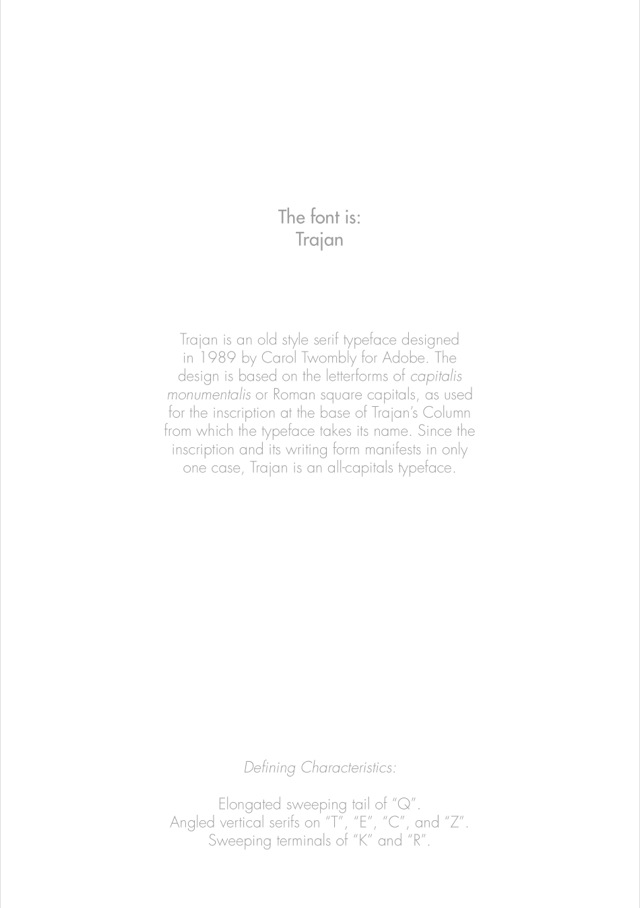 The font is:
Trajan
Trajan is an old style serif typeface designed
in 1989 by Carol Twombly for Adobe. The
design is based on the letterforms of capitalis
monumentalis or Roman square capitals, as used
for the inscription at the base of Trajan’s Column
from which the typeface takes its name. Since the
inscription and its writing form manifests in only
one case, Trajan is an all-capitals typeface.
Defining Characteristics:
Elongated sweeping tail of “Q”.
Angled vertical serifs on “T”, “E”, “C”, and “Z”.
Sweeping terminals of “K” and “R”.